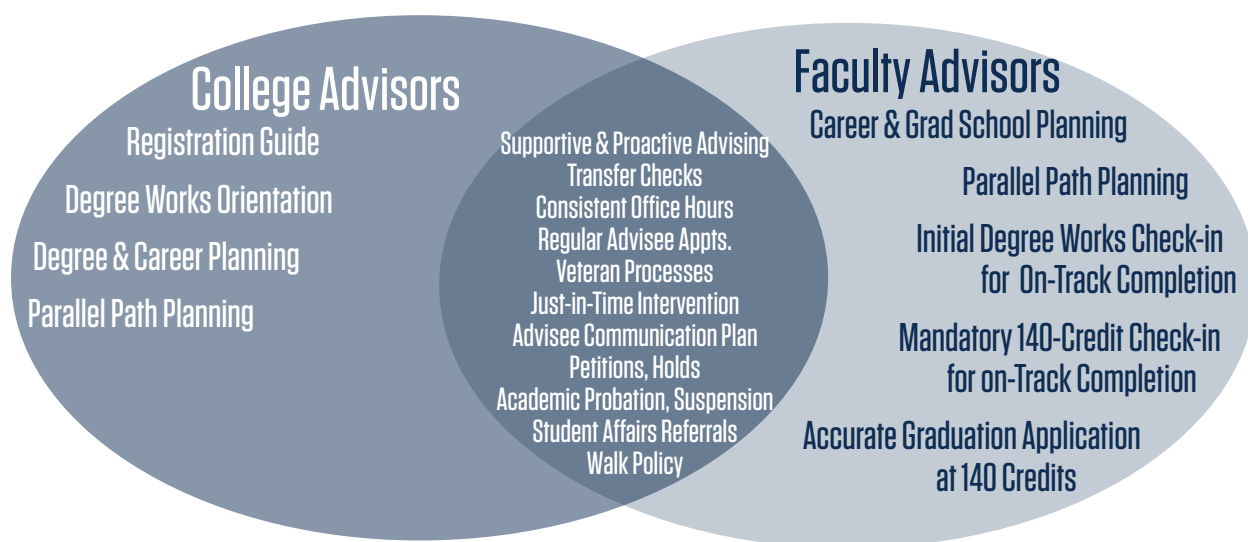 College Advisors
Registration Guide
Degree Works Orientation
Degree & Career Planning
Parallel Path Planning
Supportive & Proactive Advising
Transfer Checks
Consistent Office Hours
Regular Advisee Appts.
Veteran Processes
Just-in-Time Intervention
Advisee Communication Plan
Petitions, Holds
Academic Probation, Suspension
Student Affairs Referrals
Walk Policy
Faculty Advisors
Career & Grad School Planning
Parallel Path Planning
Initial Degree Works Check-in
for On-Track Completion
Mandatory 140-Credit Check-in
for on-Track Completion
Accurate Graduation Application
at 140 Credits